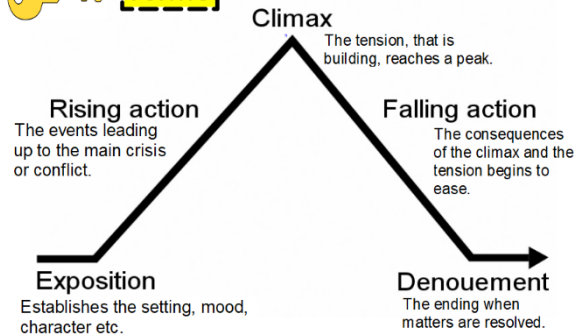 Climax
The tension, that is
building, reaches a peak.
Rising action
The events leading
up to the main crisis
or conflict.
Falling action
The consequences
of the climax and the
tension begins to
ease.
Exposition
Establishes the setting, mood,
character etc.
Denouement
The ending when
matters are resolved.